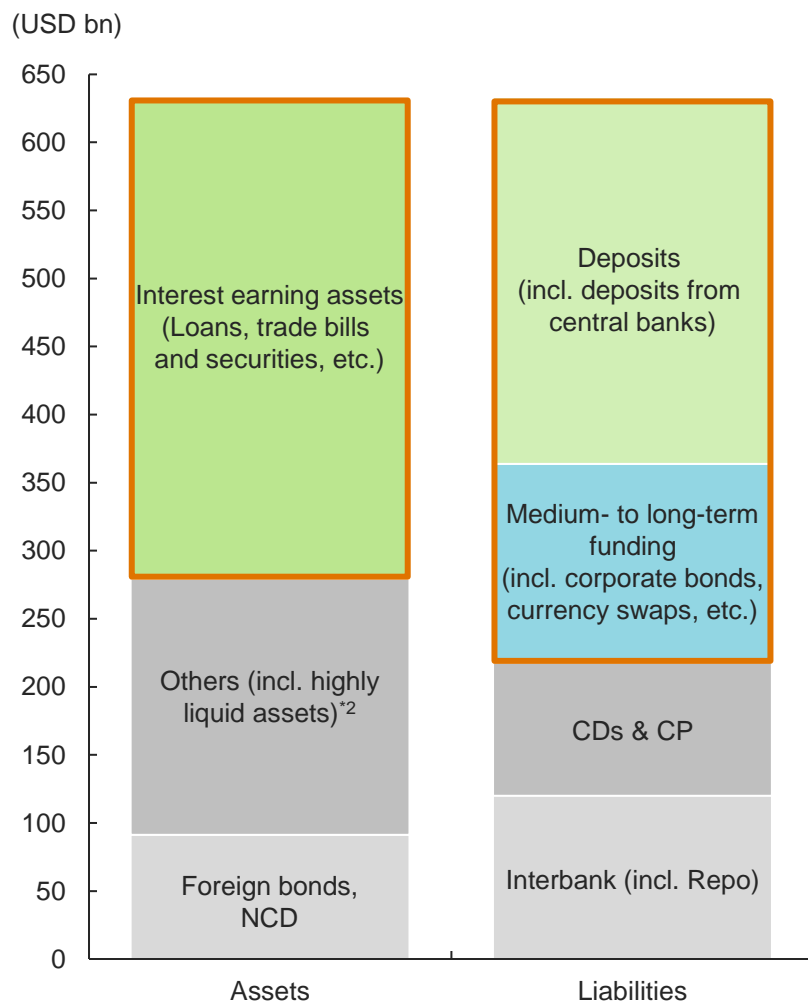 (USD bn)
650
600
550
500
450
400
350
300
250
200
150
100
50
0
Interest earning assets
(Loans, trade bills
and securities, etc.)
Others (incl. highly
liquid assets)*2
Foreign bonds,
NCD
Deposits
(incl. deposits from
central banks)
Medium- to long-term
funding
(incl. corporate bonds,
currency swaps, etc.)
CDs & CP
Interbank (incl. Repo)
Assets
Liabilities